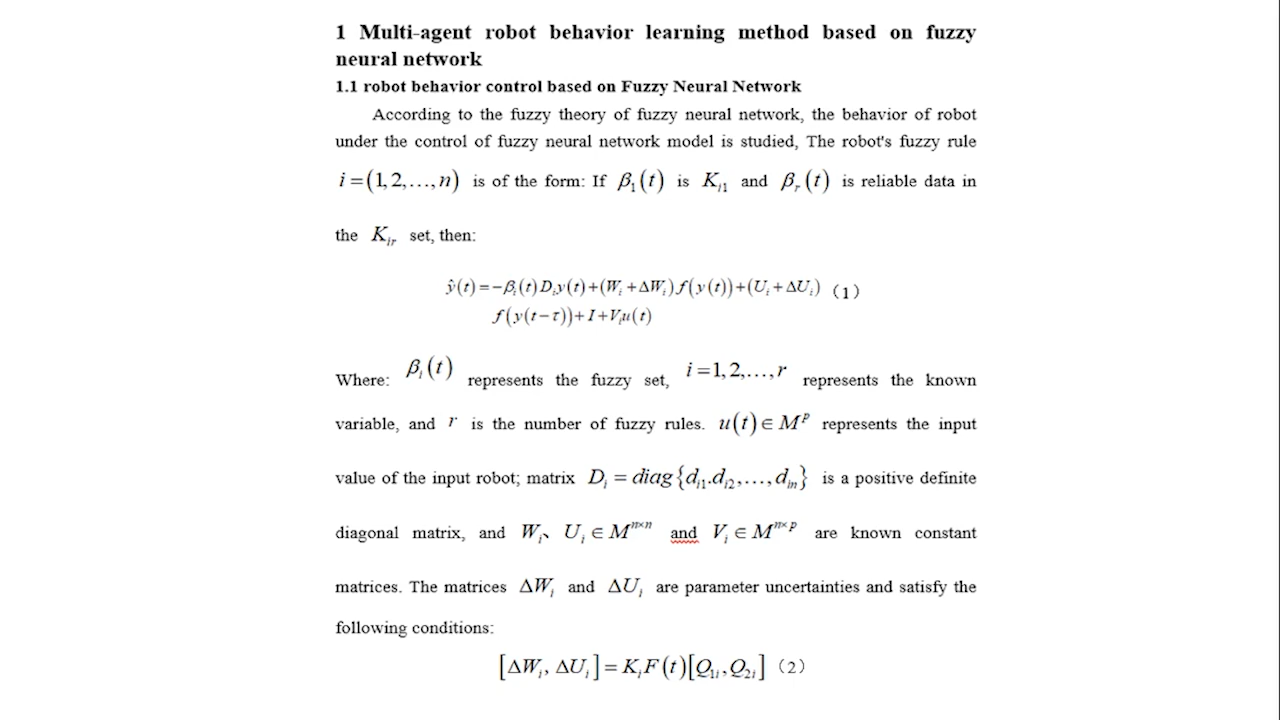 1 Multi-agent robot behavior learning method based on fuzzy
neural network
1.1 robot behavior control based on Fuzzy Neural Network
According to the fuzzy theory of fuzzy neural network, the behavior of robot
under the control of fuzzy neural network model is studied, The robot's fuzzy rule
i=(1,2,…,n) is of the form: If β₁(t) is Kᵢ₁ and βᵣ(t) is reliable data in
the Kᵢᵣ set, then:
ŷ(t)=−βᵢ(t)Dᵢy(t)+(Wᵢ+ΔWᵢ)f(y(t))+(Uᵢ+ΔUᵢ) (1)
f(y(t−τ))+I+Vᵢu(t)
Where: βᵢ(t) represents the fuzzy set, i=1,2,…,r represents the known
variable, and r is the number of fuzzy rules. u(t)∈Mᵖ represents the input
value of the input robot; matrix Dᵢ = diag{dᵢ₁.dᵢ₂,…,dᵢₙ} is a positive definite
diagonal matrix, and Wᵢ、 Uᵢ∈Mⁿˣⁿ and Vᵢ∈Mⁿˣᵖ are known constant
matrices. The matrices ΔWᵢ and ΔUᵢ are parameter uncertainties and satisfy the
following conditions:
[ΔWᵢ, ΔUᵢ]=KᵢF(t)[Q₁ᵢ,Q₂ᵢ] (2)